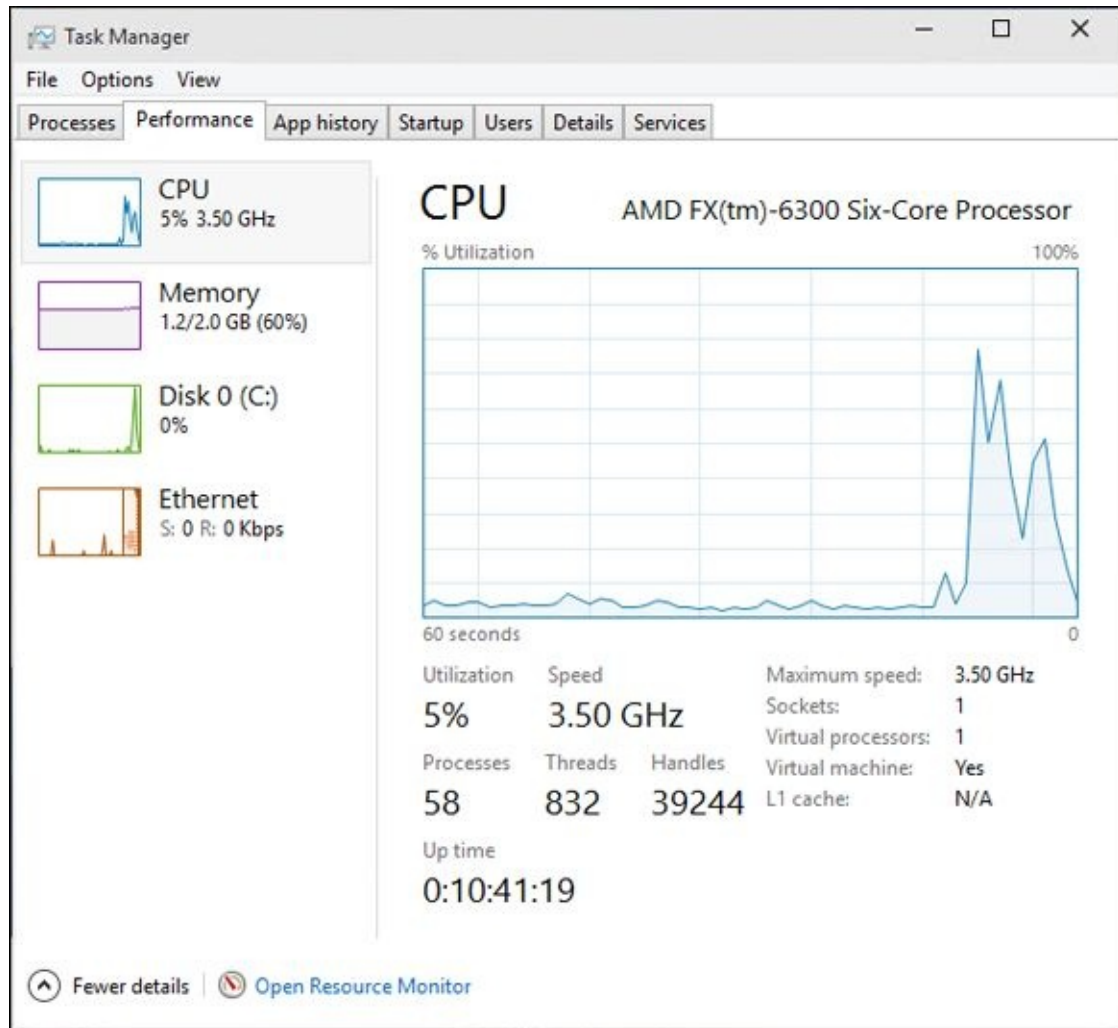 Task Manager
File Options View
Processes Performance App history Startup Users Details Services
CPU
5% 3.50 GHz
Memory
1.2/2.0 GB (60%)
Disk 0 (C:)
0%
Ethernet
S: 0 R: 0 Kbps
CPU AMD FX(tm)-6300 Six-Core Processor
% Utilization 100%
60 seconds 0
Utilization Speed
5% 3.50 GHz
Processes Threads Handles
58 832 39244
Up time
0:10:41:19
Maximum speed: 3.50 GHz
Sockets: 1
Virtual processors: 1
Virtual machine: Yes
L1 cache: N/A
Fewer details Open Resource Monitor